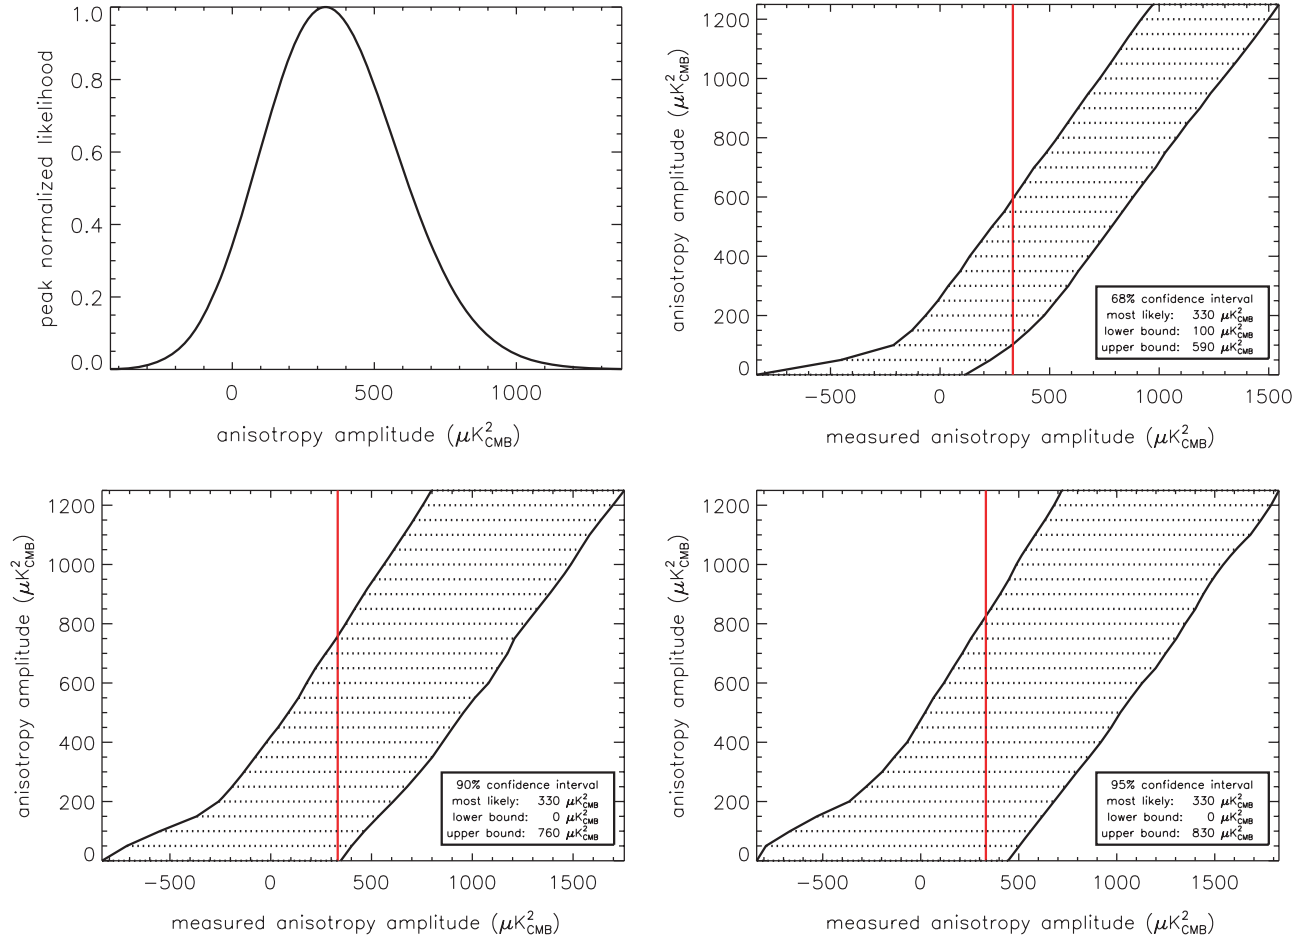 1.0
0.8
0.6
0.4
0.2
0.0
peak normalized likelihood
0 500 1000
anisotropy amplitude (μK²CMB)
1200
1000
800
600
400
200
0
anisotropy amplitude (μK²CMB)
68% confidence interval
most likely: 330 μK²CMB
lower bound: 100 μK²CMB
upper bound: 590 μK²CMB
−500 0 500 1000 1500
measured anisotropy amplitude (μK²CMB)
1200
1000
800
600
400
200
0
anisotropy amplitude (μK²CMB)
90% confidence interval
most likely: 330 μK²CMB
lower bound: 0 μK²CMB
upper bound: 760 μK²CMB
−500 0 500 1000 1500
measured anisotropy amplitude (μK²CMB)
1200
1000
800
600
400
200
0
anisotropy amplitude (μK²CMB)
95% confidence interval
most likely: 330 μK²CMB
lower bound: 0 μK²CMB
upper bound: 830 μK²CMB
−500 0 500 1000 1500
measured anisotropy amplitude (μK²CMB)